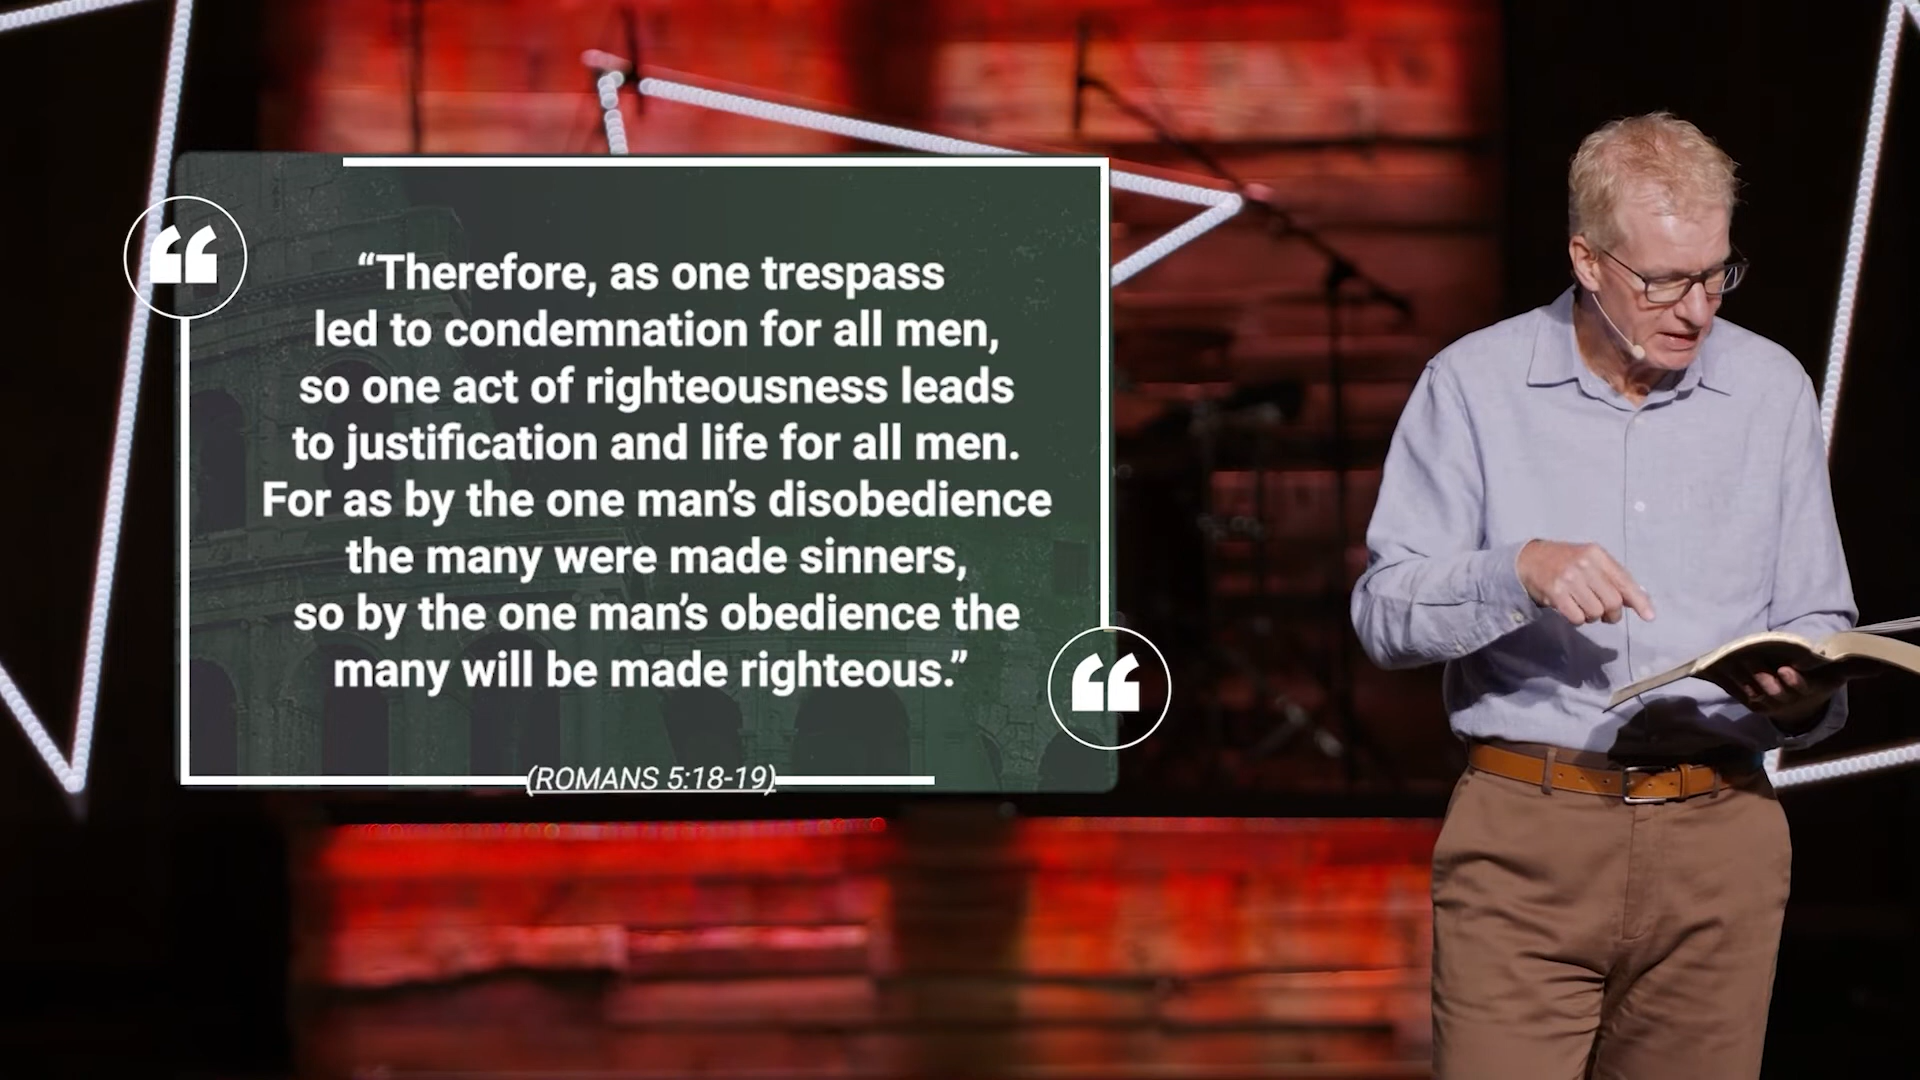 “Therefore, as one trespass
led to condemnation for all men,
so one act of righteousness leads
to justification and life for all men.
For as by the one man’s disobedience
the many were made sinners,
so by the one man’s obedience the
many will be made righteous.”
(ROMANS 5:18-19)